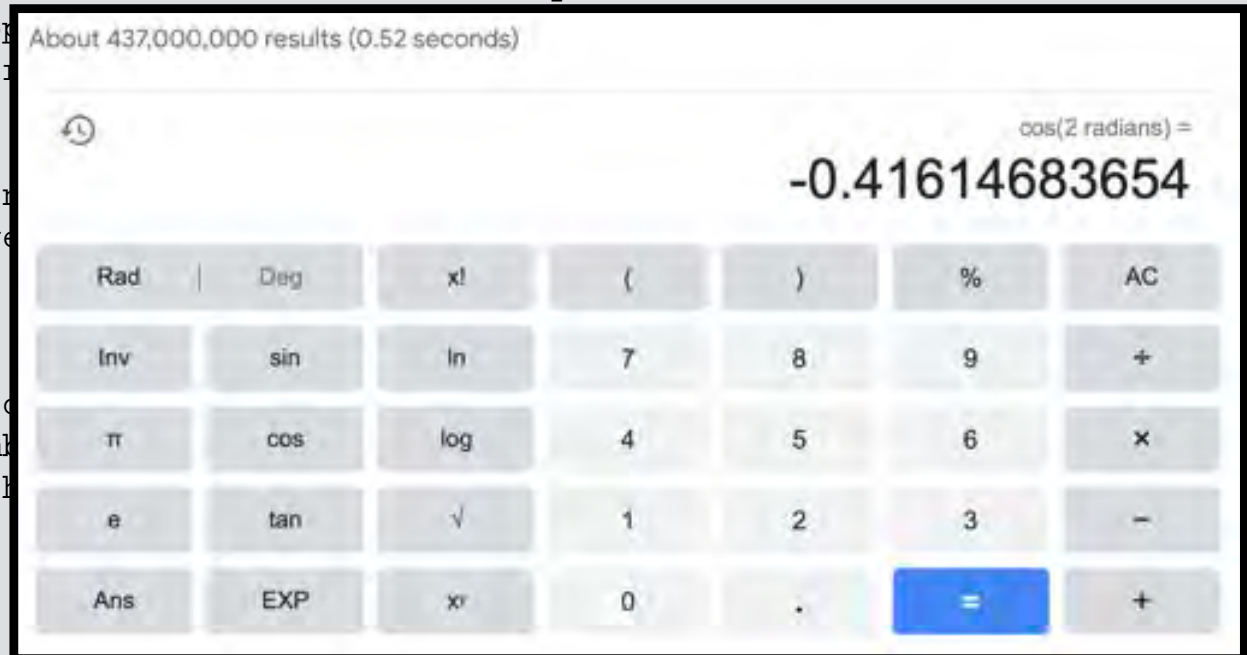 About 437,000,000 results (0.52 seconds)
cos(2 radians) =
-0.41614683654
Rad | Deg x! ( ) % AC
Inv sin ln 7 8 9 ÷
π cos log 4 5 6 ×
e tan √ 1 2 3 −
Ans EXP xʸ 0 . = +